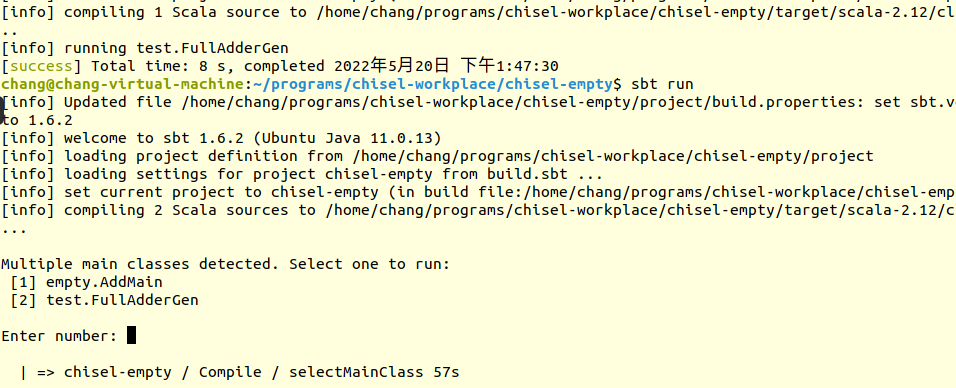 [info] compiling 1 Scala source to /home/chang/programs/chisel-workplace/chisel-empty/target/scala-2.12/cl
..
[info] running test.FullAdderGen
[success] Total time: 8 s, completed 2022年5月20日 下午1:47:30
chang@chang-virtual-machine:~/programs/chisel-workplace/chisel-empty$ sbt run
[info] Updated file /home/chang/programs/chisel-workplace/chisel-empty/project/build.properties: set sbt.ve
to 1.6.2
[info] welcome to sbt 1.6.2 (Ubuntu Java 11.0.13)
[info] loading project definition from /home/chang/programs/chisel-workplace/chisel-empty/project
[info] loading settings for project chisel-empty from build.sbt ...
[info] set current project to chisel-empty (in build file:/home/chang/programs/chisel-workplace/chisel-emp
[info] compiling 2 Scala sources to /home/chang/programs/chisel-workplace/chisel-empty/target/scala-2.12/c
...
Multiple main classes detected. Select one to run:
[1] empty.AddMain
[2] test.FullAdderGen
Enter number:
| => chisel-empty / Compile / selectMainClass 57s